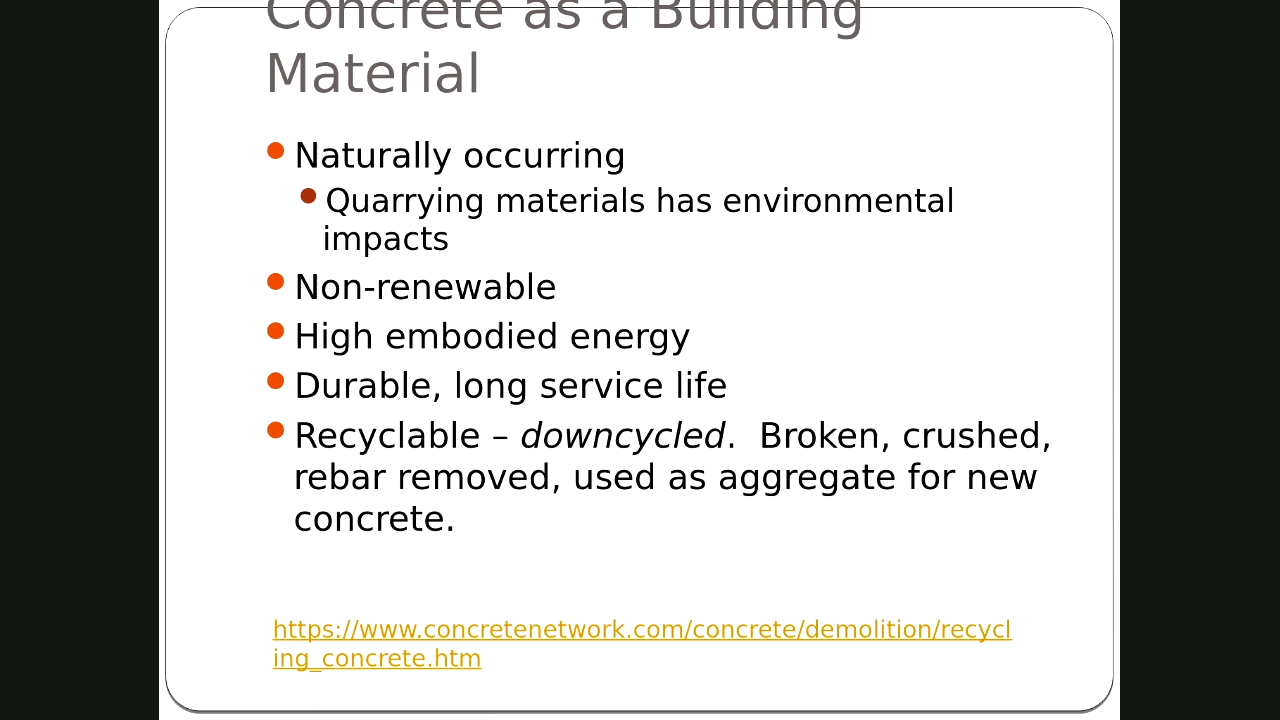 Concrete as a Building
Material
Naturally occurring
Quarrying materials has environmental
impacts
Non-renewable
High embodied energy
Durable, long service life
Recyclable – downcycled.  Broken, crushed,
rebar removed, used as aggregate for new
concrete.
https://www.concretenetwork.com/concrete/demolition/recycl
ing_concrete.htm